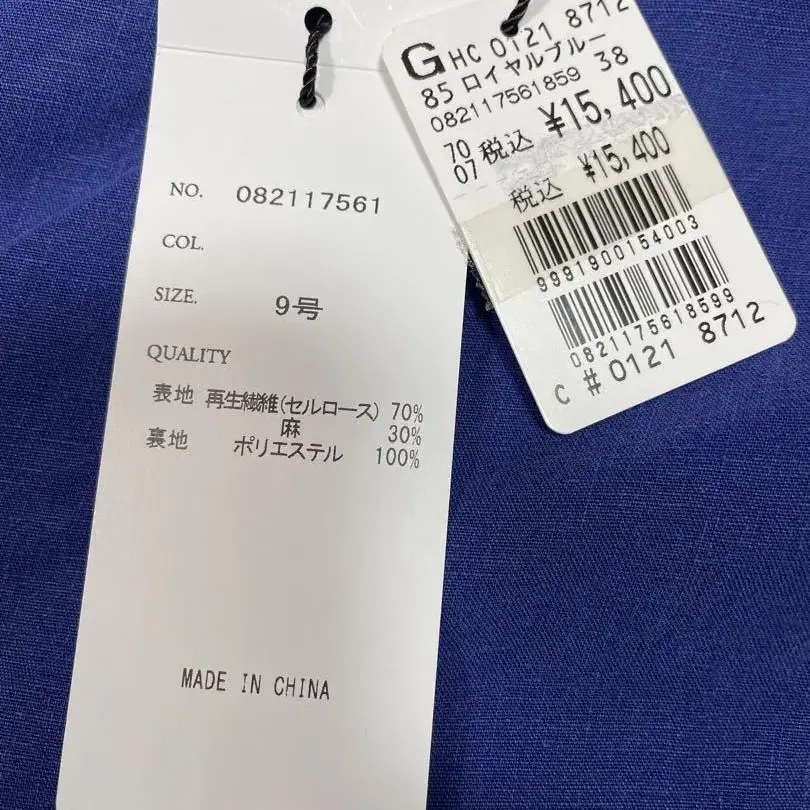 NO. 082117561
COL.
SIZE. 9号
QUALITY
表地 再生繊維(セルロース) 70%
麻 30%
裏地 ポリエステル 100%
MADE IN CHINA
G HC 0121 8712
85 ロイヤルブルー
082117561859 38
70
07 税込 ¥15,400
税込 ¥15,400
9991900154003
0821175618599
C #0121 8712